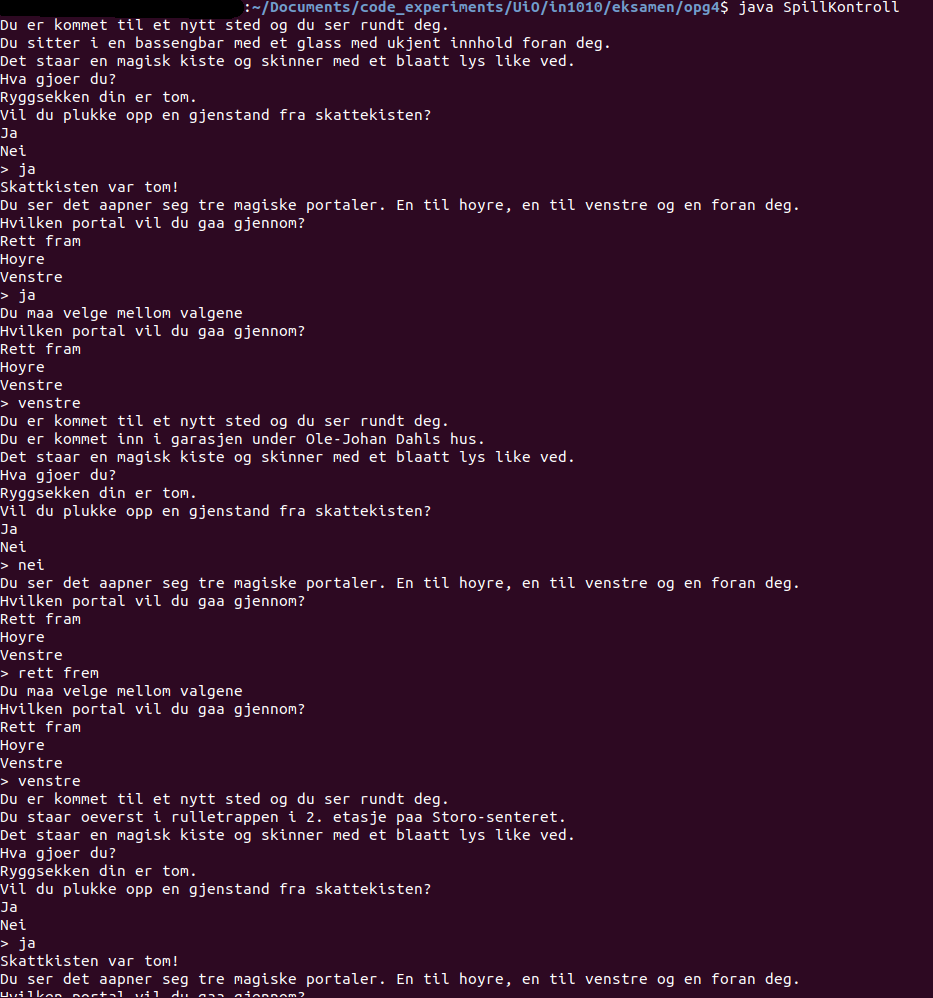 :~/Documents/code_experiments/UiO/in1010/eksamen/opg4$ java SpillKontroll
Du er kommet til et nytt sted og du ser rundt deg.
Du sitter i en bassengbar med et glass med ukjent innhold foran deg.
Det staar en magisk kiste og skinner med et blaatt lys like ved.
Hva gjoer du?
Ryggsekken din er tom.
Vil du plukke opp en gjenstand fra skattekisten?
Ja
Nei
> ja
Skattkisten var tom!
Du ser det aapner seg tre magiske portaler. En til hoyre, en til venstre og en foran deg.
Hvilken portal vil du gaa gjennom?
Rett fram
Hoyre
Venstre
> ja
Du maa velge mellom valgene
Hvilken portal vil du gaa gjennom?
Rett fram
Hoyre
Venstre
> venstre
Du er kommet til et nytt sted og du ser rundt deg.
Du er kommet inn i garasjen under Ole-Johan Dahls hus.
Det staar en magisk kiste og skinner med et blaatt lys like ved.
Hva gjoer du?
Ryggsekken din er tom.
Vil du plukke opp en gjenstand fra skattekisten?
Ja
Nei
> nei
Du ser det aapner seg tre magiske portaler. En til hoyre, en til venstre og en foran deg.
Hvilken portal vil du gaa gjennom?
Rett fram
Hoyre
Venstre
> rett frem
Du maa velge mellom valgene
Hvilken portal vil du gaa gjennom?
Rett fram
Hoyre
Venstre
> venstre
Du er kommet til et nytt sted og du ser rundt deg.
Du staar oeverst i rulletrappen i 2. etasje paa Storo-senteret.
Det staar en magisk kiste og skinner med et blaatt lys like ved.
Hva gjoer du?
Ryggsekken din er tom.
Vil du plukke opp en gjenstand fra skattekisten?
Ja
Nei
> ja
Skattkisten var tom!
Du ser det aapner seg tre magiske portaler. En til hoyre, en til venstre og en foran deg.
Hvilken portal vil du gaa gjennom?